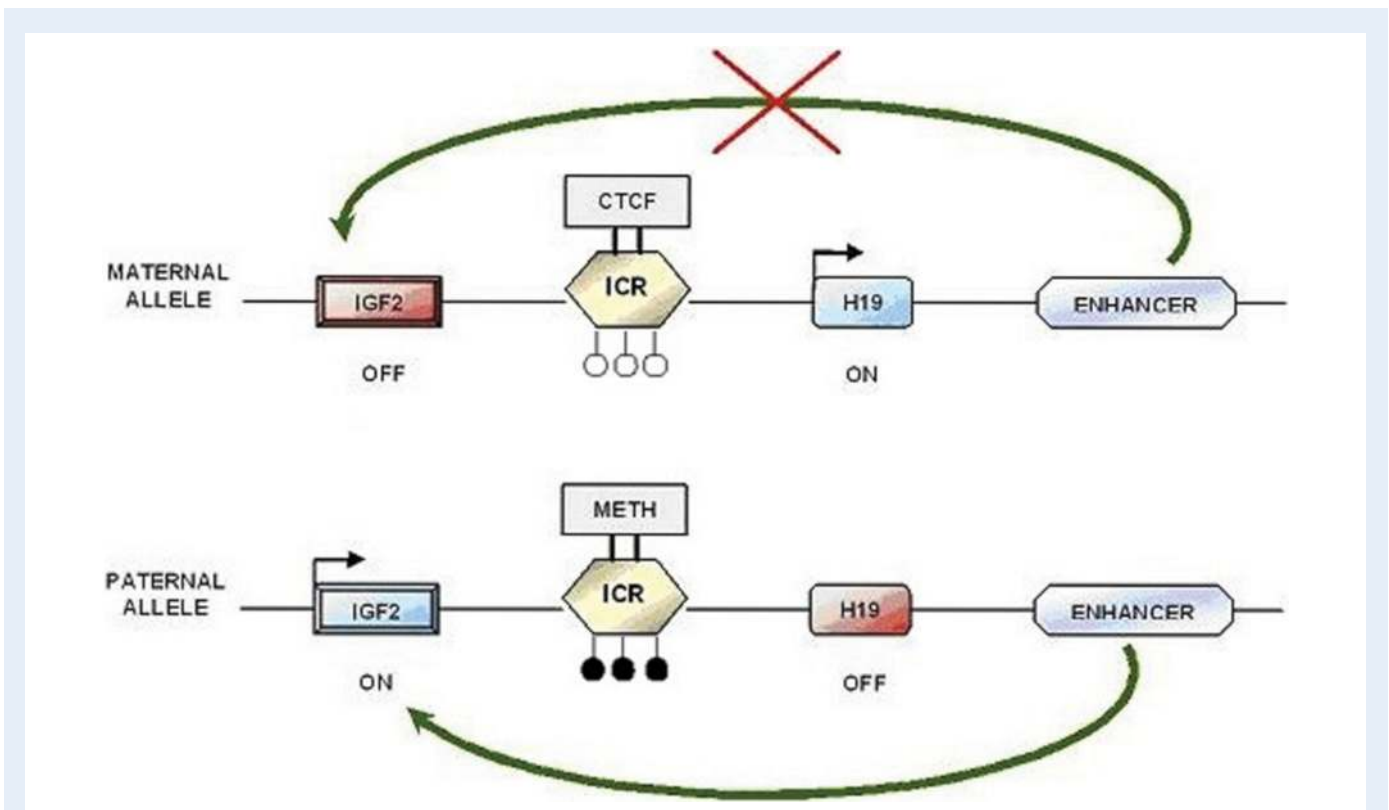 CTCF
MATERNAL
ALLELE
IGF2
ICR
H19
ENHANCER
OFF
ON
METH
PATERNAL
ALLELE
IGF2
ICR
H19
ENHANCER
ON
OFF